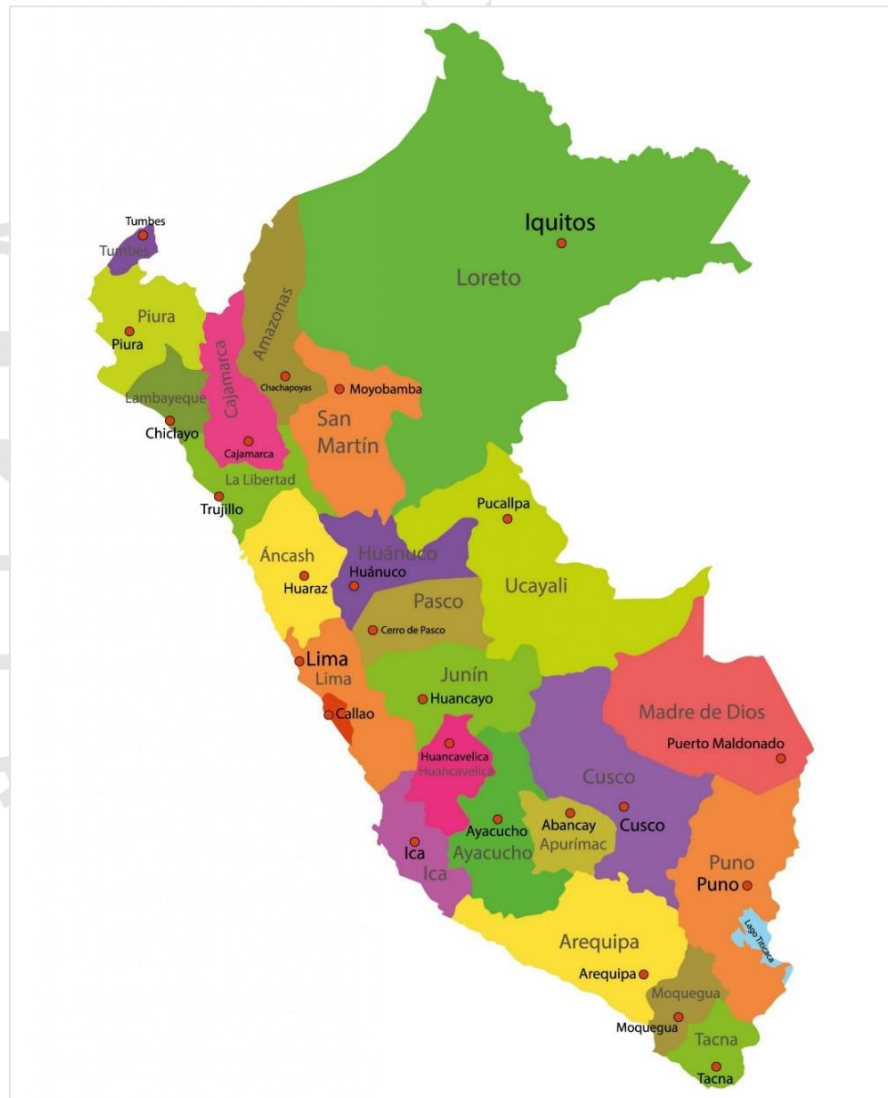 Iquitos
Loreto
Tumbes
Tumbes
Piura
Piura
Amazonas
Cajamarca
Chachapoyas
Moyobamba
Lambayeque
Chiclayo
San
Martín
Cajamarca
La Libertad
Trujillo
Pucallpa
Áncash
Huaraz
Huánuco
Huánuco
Ucayali
Pasco
Cerro de Pasco
Lima
Lima
Junín
Huancayo
Callao
Madre de Dios
Puerto Maldonado
Huancavelica
Huancavelica
Cusco
Cusco
Ayacucho
Ayacucho
Abancay
Apurímac
Ica
Ica
Puno
Puno
Lago Titicaca
Arequipa
Arequipa
Moquegua
Moquegua
Tacna
Tacna